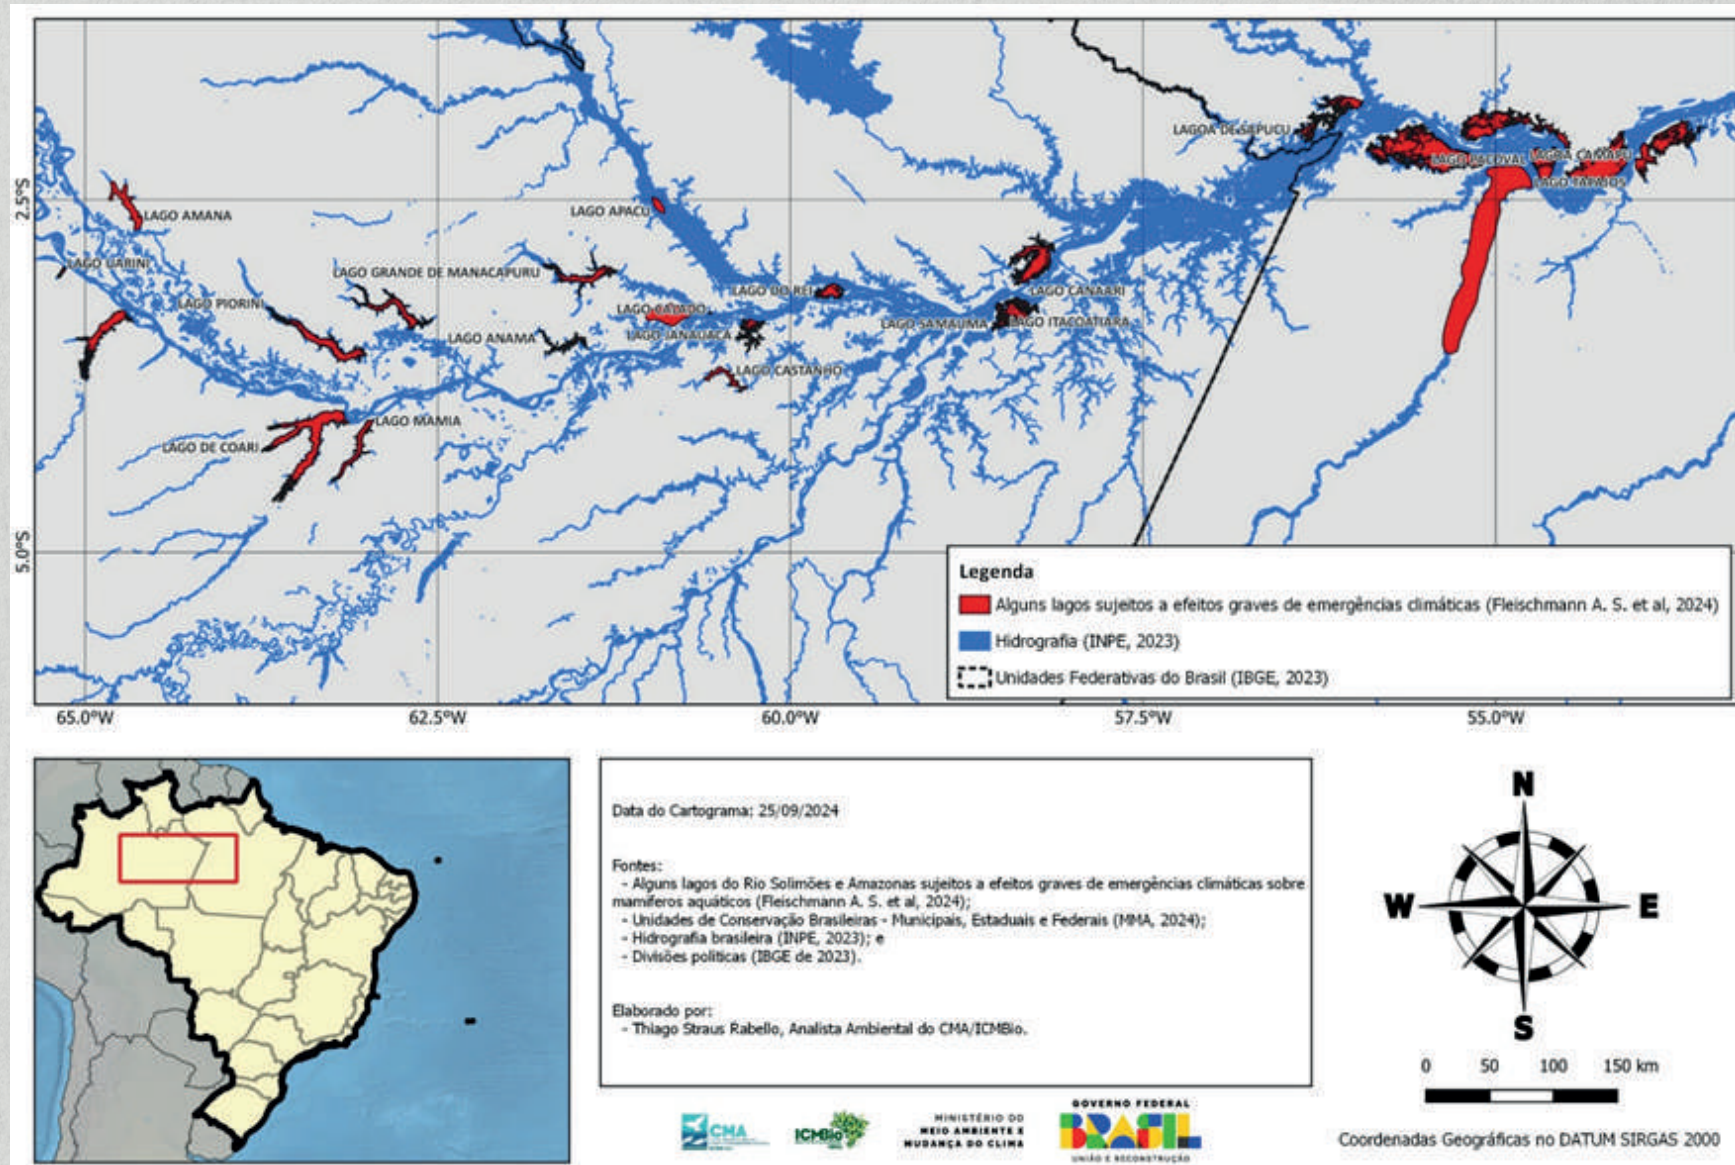 LAGOA DE SAPUCU
LAGO PACOVAL
LAGO TAPAJOS
2.5°S
LAGO AMANA
LAGO APACU
LAGO UARINI
LAGO GRANDE DE MANACAPURU
LAGO PIORINI
LAGO DO REI
LAGO CANAARI
LAGO JANAUACA
LAGO SAMAUMA
LAGO ITACOATIARA
LAGO ANAMA
LAGO CASTANHO
LAGO MAMIA
LAGO DE COARI
5.0°S
Legenda
Alguns lagos sujeitos a efeitos graves de emergências climáticas (Fleischmann A. S. et al, 2024)
Hidrografia (INPE, 2023)
Unidades Federativas do Brasil (IBGE, 2023)
65.0°W 62.5°W 60.0°W 57.5°W 55.0°W
Data do Cartograma: 25/09/2024
Fontes:
- Alguns lagos do Rio Solimões e Amazonas sujeitos a efeitos graves de emergências climáticas sobre
mamíferos aquáticos (Fleischmann A. S. et al, 2024);
- Unidades de Conservação Brasileiras - Municipais, Estaduais e Federais (MMA, 2024);
- Hidrografia brasileira (INPE, 2023); e
- Divisões políticas (IBGE de 2023).
Elaborado por:
- Thiago Straus Rabello, Analista Ambiental do CMA/ICMBio.
N
W E
S
0 50 100 150 km
Coordenadas Geográficas no DATUM SIRGAS 2000
CMA
ICMBio
MINISTÉRIO DO
MEIO AMBIENTE E
MUDANÇA DO CLIMA
GOVERNO FEDERAL
BRASIL
UNIÃO E RECONSTRUÇÃO